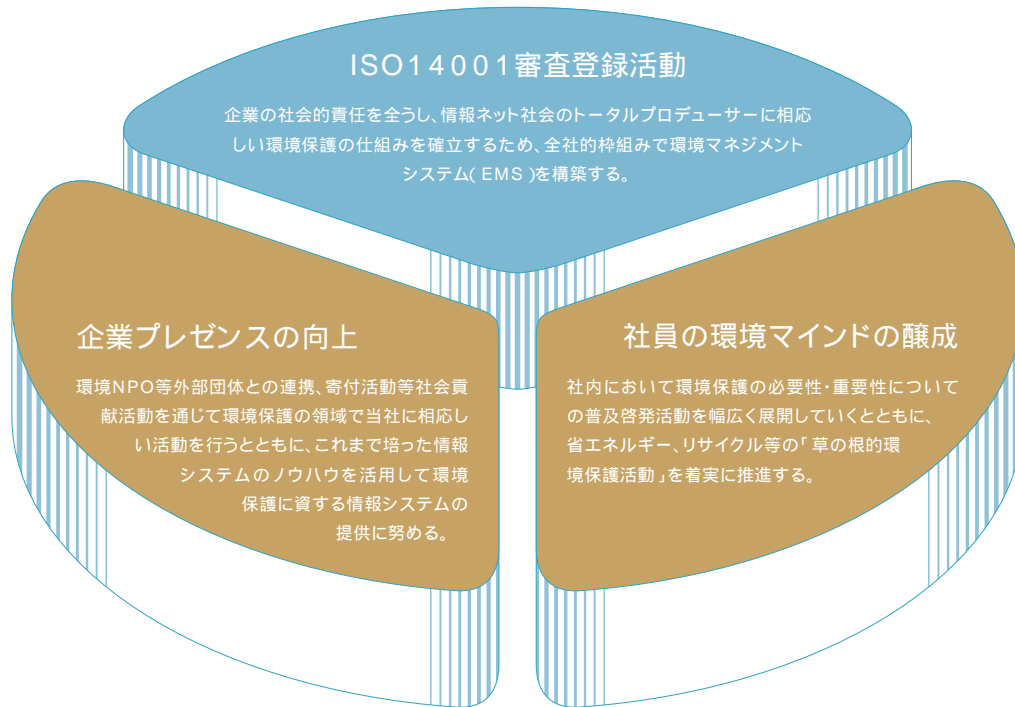 ISO14001審査登録活動
企業の社会的責任を全うし、情報ネット社会のトータルプロデューサーに相応
しい環境保護の仕組みを確立するため、全社的枠組みで環境マネジメント
システム(EMS)を構築する。
企業プレゼンスの向上
環境NPO等外部団体との連携、寄付活動等社会貢
献活動を通じて環境保護の領域で当社に相応し
い活動を行うとともに、これまで培った情報
システムのノウハウを活用して環境
保護に資する情報システムの
提供に努める。
社員の環境マインドの醸成
社内において環境保護の必要性・重要性について
の普及啓発活動を幅広く展開していくとともに、
省エネルギー、リサイクル等の「草の根的環
境保護活動」を着実に推進する。